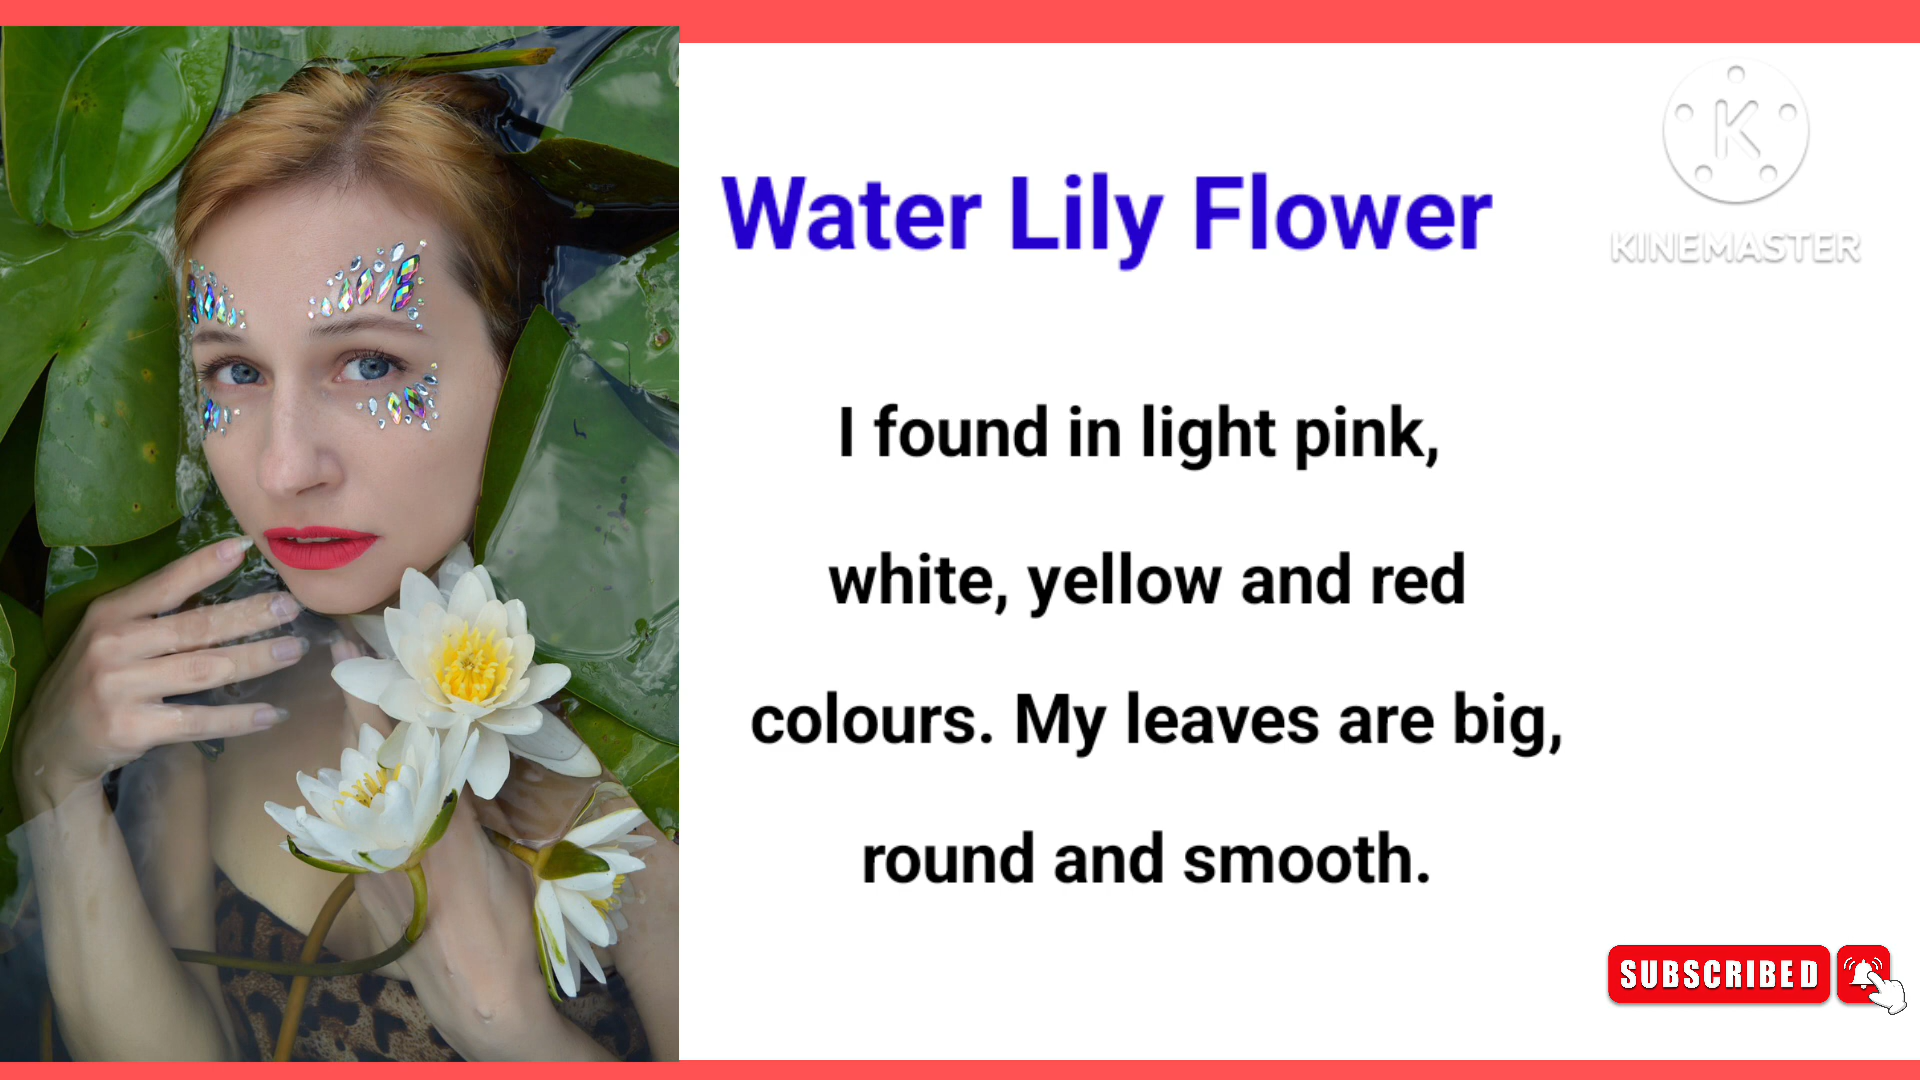 Water Lily Flower
KINEMASTER
I found in light pink,
white, yellow and red
colours. My leaves are big,
round and smooth.
SUBSCRIBED